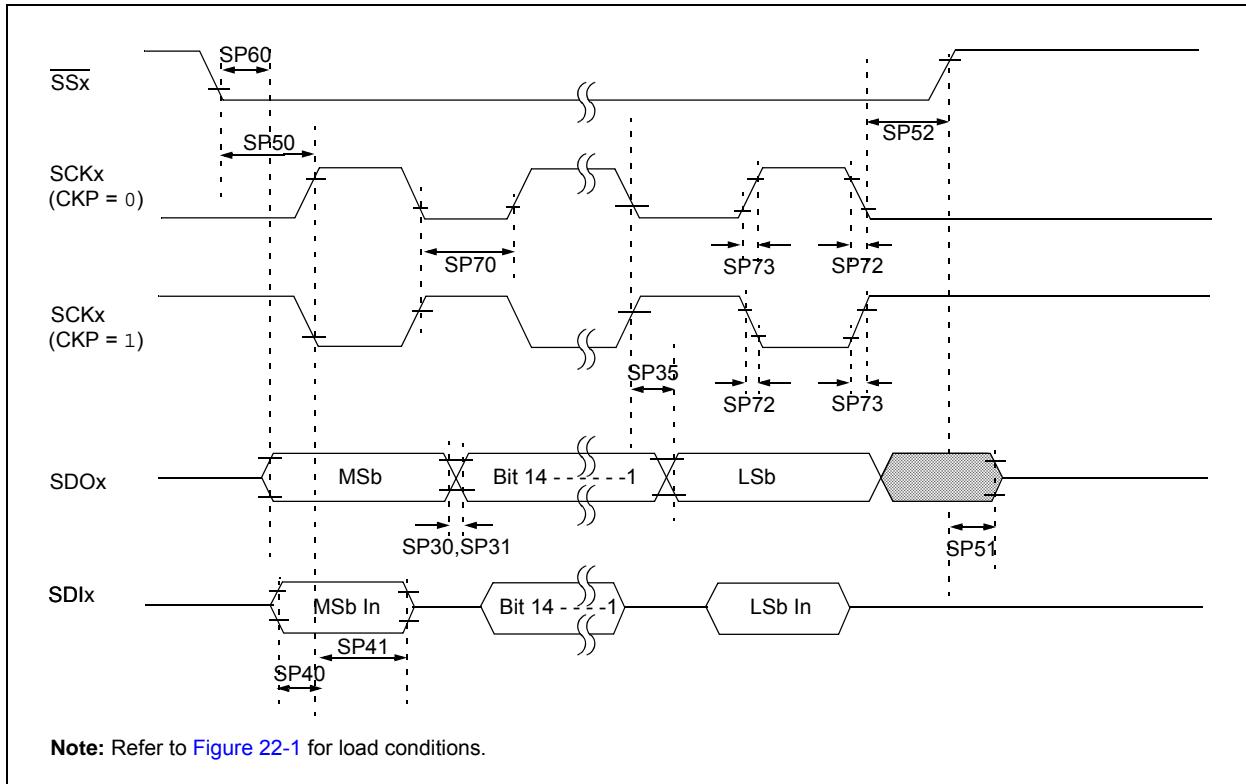 SP60
SSx
SP50
SP52
SCKx
(CKP = 0)
SP70
SP73
SP72
SCKx
(CKP = 1)
SP35
SP72
SP73
SDOx
MSb
Bit 14 - - - - - -1
LSb
SP30,SP31
SP51
SDIx
MSb In
Bit 14 - - - - -1
LSb In
SP41
SP40
Note: Refer to Figure 22-1 for load conditions.